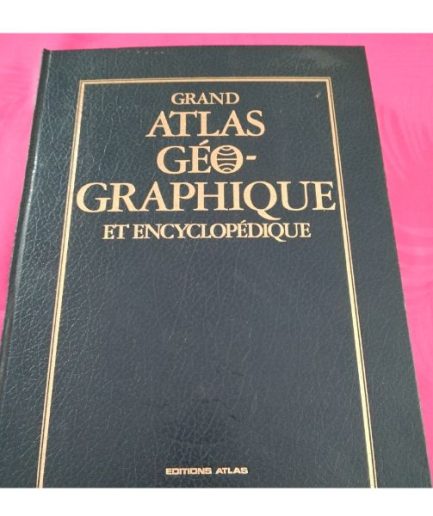 GRAND
ATLAS
GÉO-
GRAPHIQUE
ET ENCYCLOPÉDIQUE
EDITIONS ATLAS